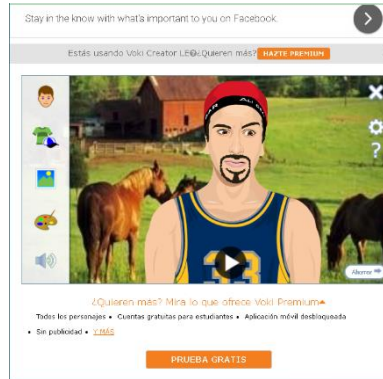 Stay in the know with what's important to you on Facebook.
Estás usando Voki Creator LE ¿Quieren más? HAZTE PREMIUM
?
33
Ahorrar
¿Quieren más? Mira lo que ofrece Voki Premium
Todos los personajes • Cuentas gratuitas para estudiantes • Aplicación móvil desbloqueada
• Sin publicidad • Y MÁS
PRUEBA GRATIS